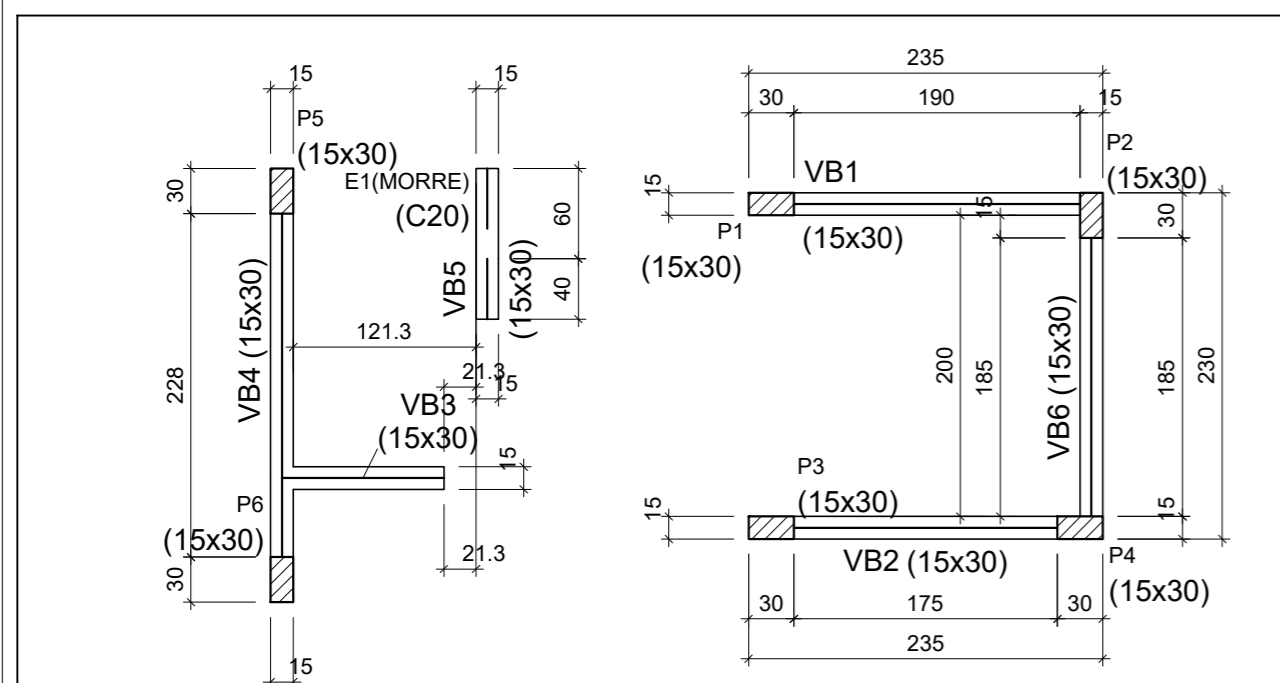 15
P5
(15x30)
30
228
VB4 (15x30)
P6
(15x30)
30
15
15
E1(MORRE)
(C20)
60
40
VB5
(15x30)
121.3
21.3
15
VB3
(15x30)
15
21.3
235
30
190
15
P2
(15x30)
VB1
15
P1
(15x30)
(15x30)
15
30
200
185
VB6 (15x30)
185
230
P3
(15x30)
15
15
VB2 (15x30)
P4
(15x30)
30
175
30
235